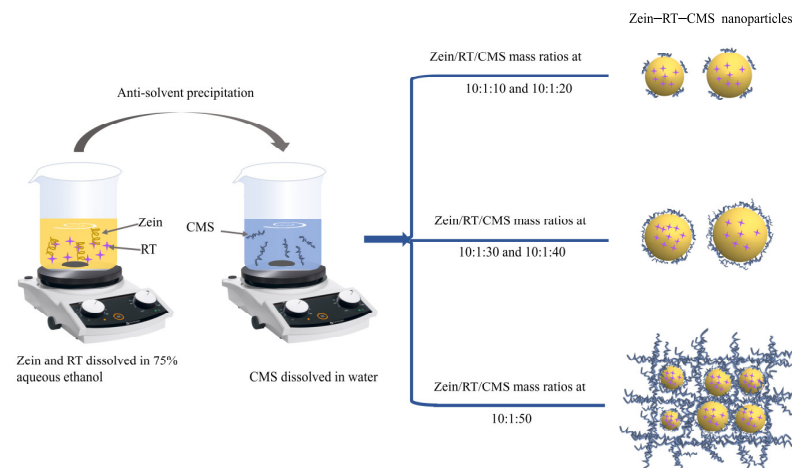 Zein−RT−CMS nanoparticles
Zein/RT/CMS mass ratios at
10:1:10 and 10:1:20
Anti-solvent precipitation
Zein
RT
CMS
Zein/RT/CMS mass ratios at
10:1:30 and 10:1:40
Zein and RT dissolved in 75%
aqueous ethanol
CMS dissolved in water
Zein/RT/CMS mass ratios at
10:1:50